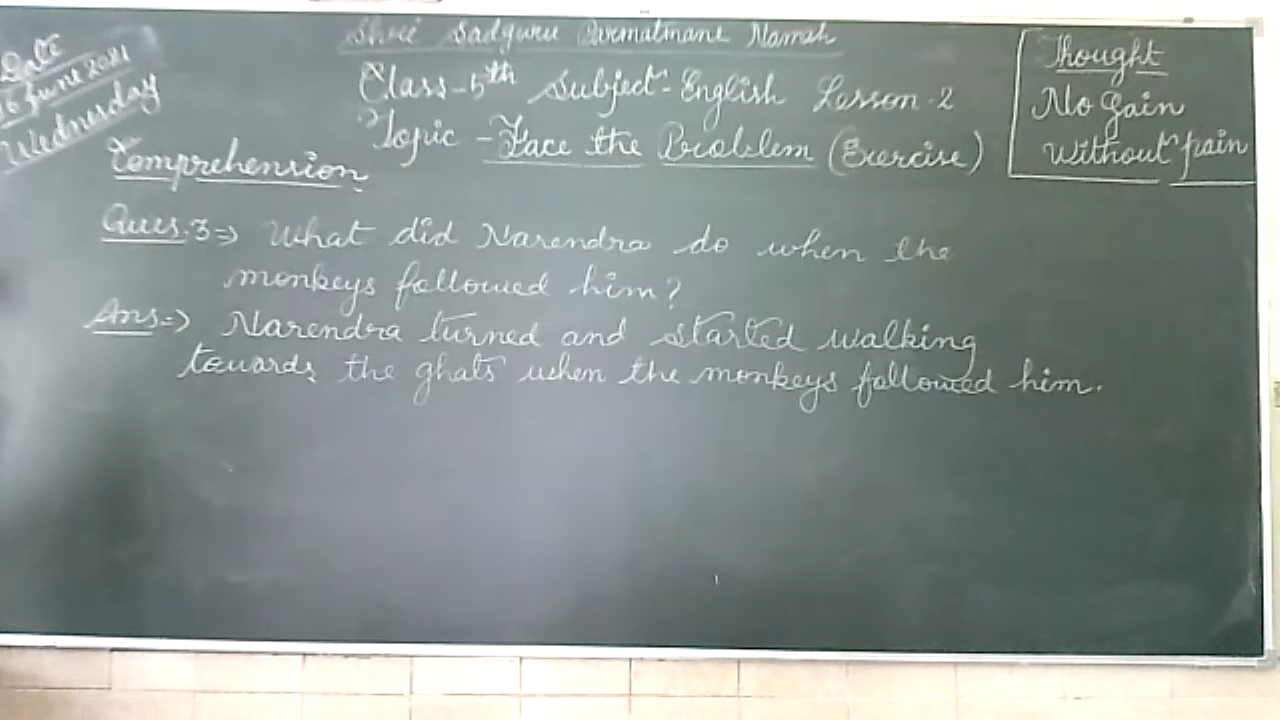 Shree Sadguru Parmatmane Namah
Date
16 June 2021
Wednesday
Class-5th Subject-English Lesson-2
Topic - Face the Problem (Exercise)
Thought
No Gain
without pain
Comprehension
Ques.3=> What did Narendra do when the
monkeys followed him?
Ans=> Narendra turned and started walking
towards the ghats when the monkeys followed him.